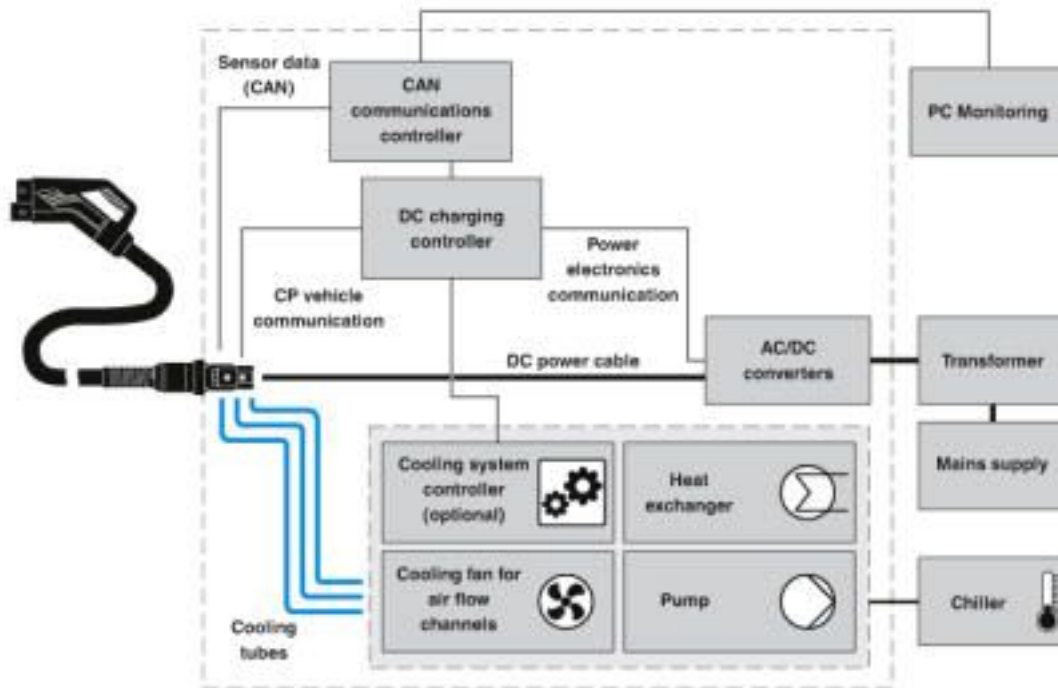 Sensor data
(CAN)
CAN
communications
controller
PC Monitoring
DC charging
controller
Power
electronics
communication
CP vehicle
communication
DC power cable
AC/DC
converters
Transformer
Mains supply
Cooling system
controller
(optional)
Heat
exchanger
Cooling fan for
air flow
channels
Pump
Chiller
Cooling
tubes